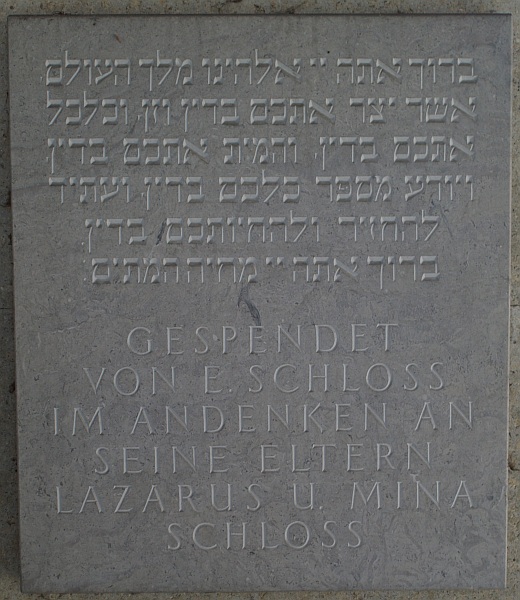 ברוך אתה יי אלהינו מלך העולם
אשר יצר אתכם בדין וזן וכלכל
אתכם בדין, והמית אתכם בדין
ויודע מספר כלכם בדין ועתיד
להחזיר ולהחיותכם בדין,
ברוך אתה יי מחיה המתים
GESPENDET
VON E. SCHLOSS
IM ANDENKEN AN
SEINE ELTERN
LAZARUS U. MINA
SCHLOSS